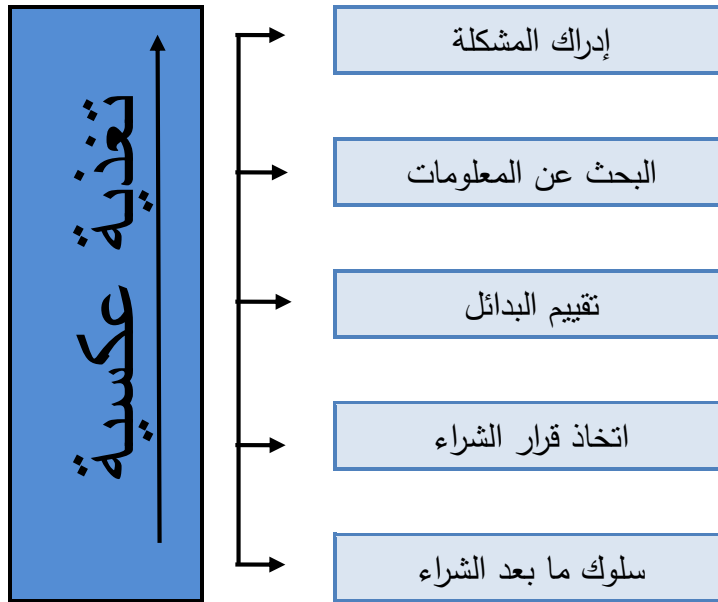 تغذية عكسية
إدراك المشكلة
البحث عن المعلومات
تقييم البدائل
اتخاذ قرار الشراء
سلوك ما بعد الشراء